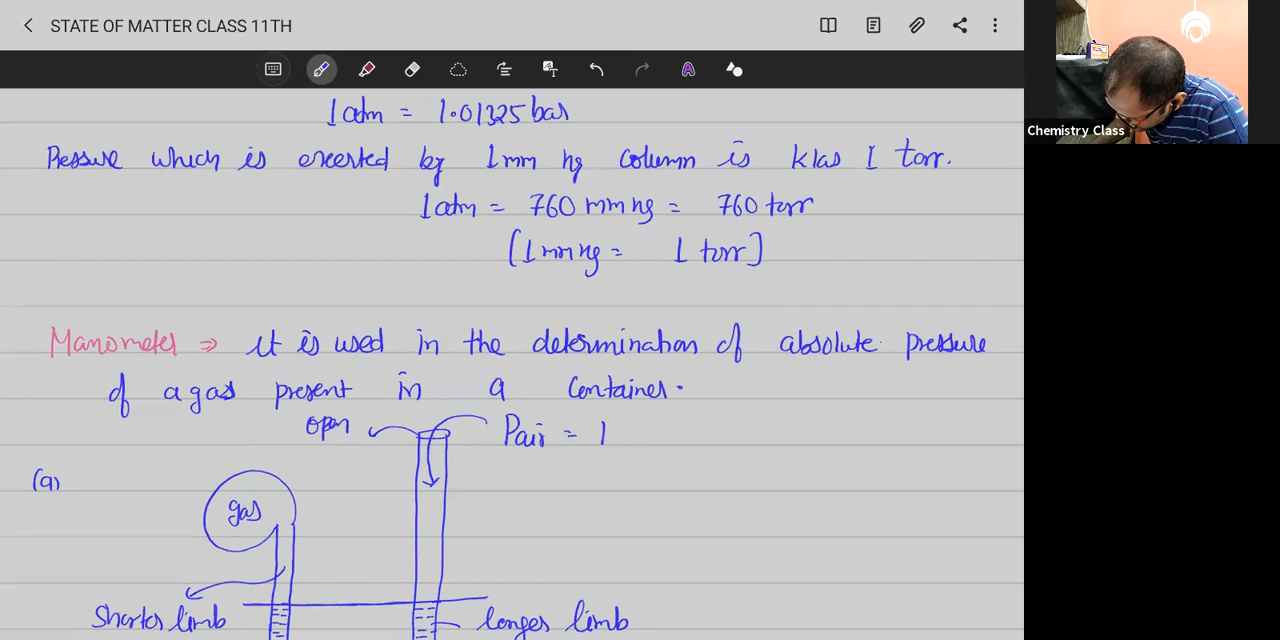 STATE OF MATTER CLASS 11TH
1 atm = 1.01325 bar
Pressure which is exerted by 1 mm Hg column is k/as 1 torr.
1 atm = 760 mm Hg = 760 torr
[1 mm Hg = 1 torr]
Manometer ⇒ It is used in the determination of absolute pressure
of a gas present in a container.
open
Pair = 1
(a)
gas
Shorter limb
longer limb
Chemistry Class